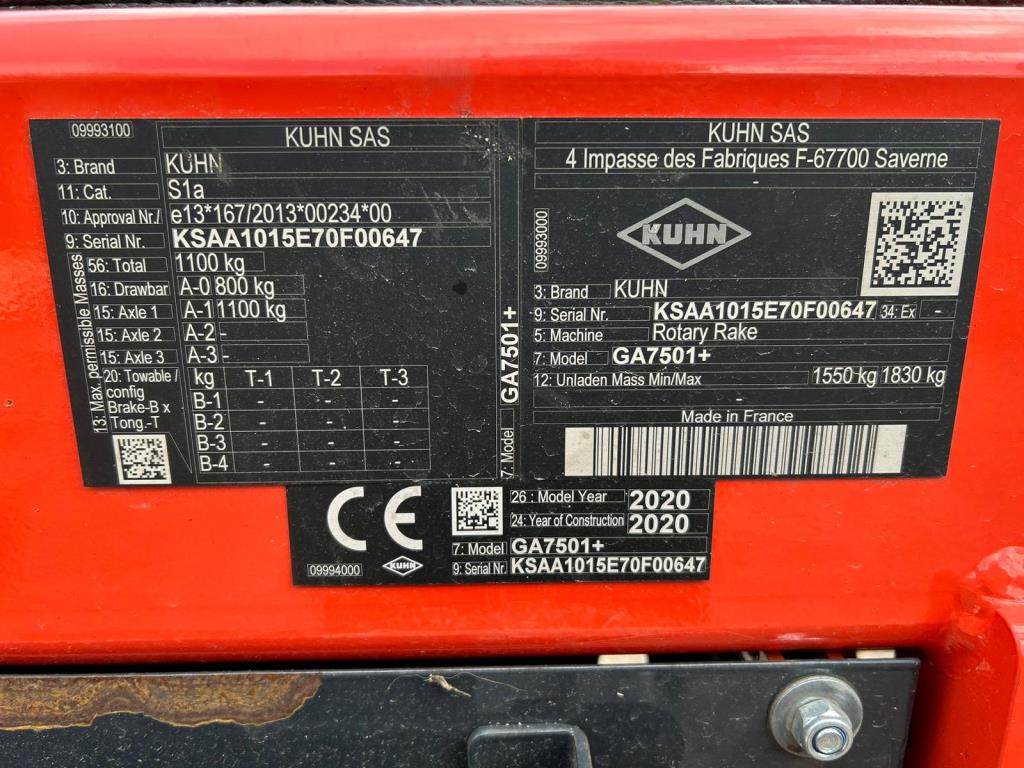 09993100
KUHN SAS
3: Brand KUHN
11: Cat. S1a
10: Approval Nr./ e13*167/2013*00234*00
9: Serial Nr. KSAA1015E70F00647
13: Max. permissible Masses
56: Total 1100 kg
16: Drawbar A-0 800 kg
15: Axle 1 A-1 1100 kg
15: Axle 2 A-2 -
15: Axle 3 A-3 -
20: Towable / kg T-1 T-2 T-3
config
Brake-B x
Tong.-T
B-1 - - -
B-2 - - -
B-3 - - -
B-4 - - -
7: Model GA7501+
KUHN SAS
4 Impasse des Fabriques F-67700 Saverne
-
09993000
KUHN
3: Brand KUHN
9: Serial Nr. KSAA1015E70F00647 34: Ex -
5: Machine Rotary Rake
7: Model GA7501+
12: Unladen Mass Min/Max 1550 kg 1830 kg
Made in France
CE
09994000
KUHN
26 : Model Year 2020
24: Year of Construction 2020
7: Model GA7501+
9: Serial Nr KSAA1015E70F00647